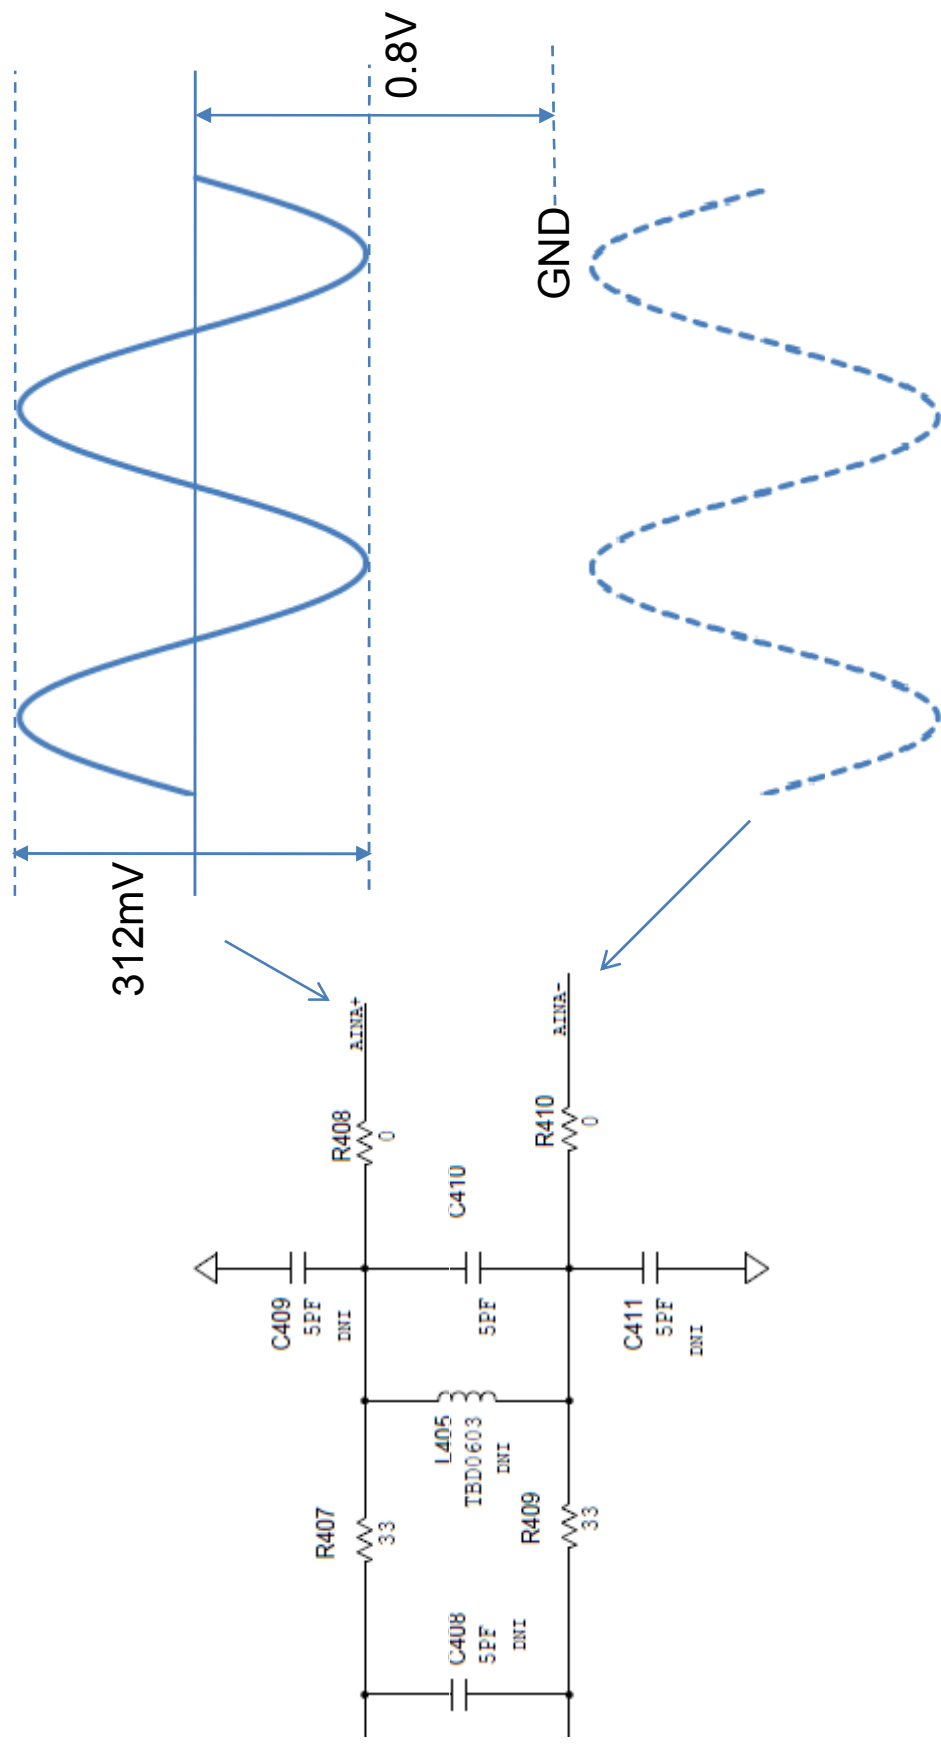 C408
5PF
DNI
R407
33
R409
33
L405
TBD0603
DNI
C409
5PF
DNI
C410
5PF
C411
5PF
DNI
R408
0
R410
0
AINA+
AINA-
312mV
0.8V
GND